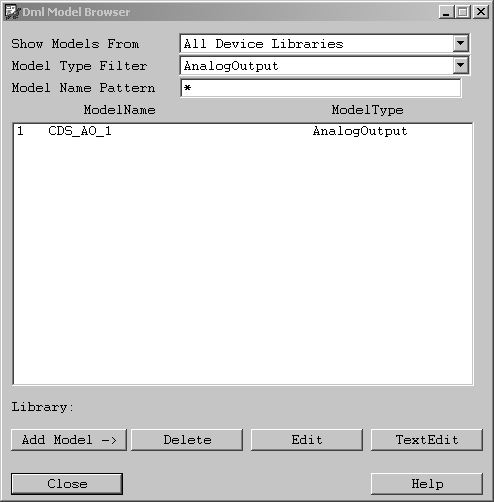 Dml Model Browser
Show Models From All Device Libraries
Model Type Filter AnalogOutput
Model Name Pattern *
ModelName ModelType
1 CDS_AO_1 AnalogOutput
Library:
Add Model -> Delete Edit TextEdit
Close Help